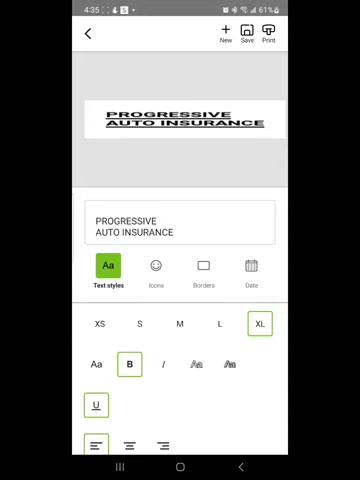 4:35
61%
New
Save
Print
PROGRESSIVE
AUTO INSURANCE
PROGRESSIVE
AUTO INSURANCE
Aa
Text styles
Icons
Borders
Date
XS
S
M
L
XL
Aa
B
I
Aa
Aa
U